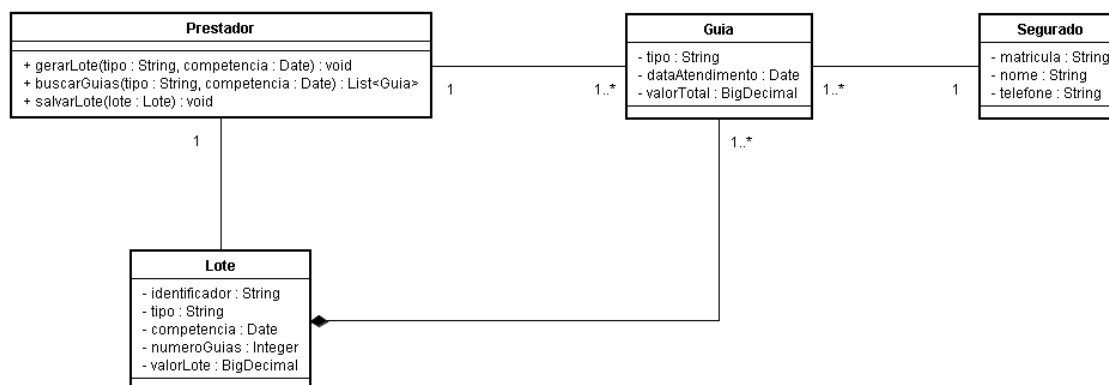 Prestador
+ gerarLote(tipo : String, competencia : Date) : void
+ buscarGuias(tipo : String, competencia : Date) : List<Guia>
+ salvarLote(lote : Lote) : void
1
1..*
Guia
- tipo : String
- dataAtendimento : Date
- valorTotal : BigDecimal
1..*
1
Segurado
- matricula : String
- nome : String
- telefone : String
1
1..*
Lote
- identificador : String
- tipo : String
- competencia : Date
- numeroGuias : Integer
- valorLote : BigDecimal